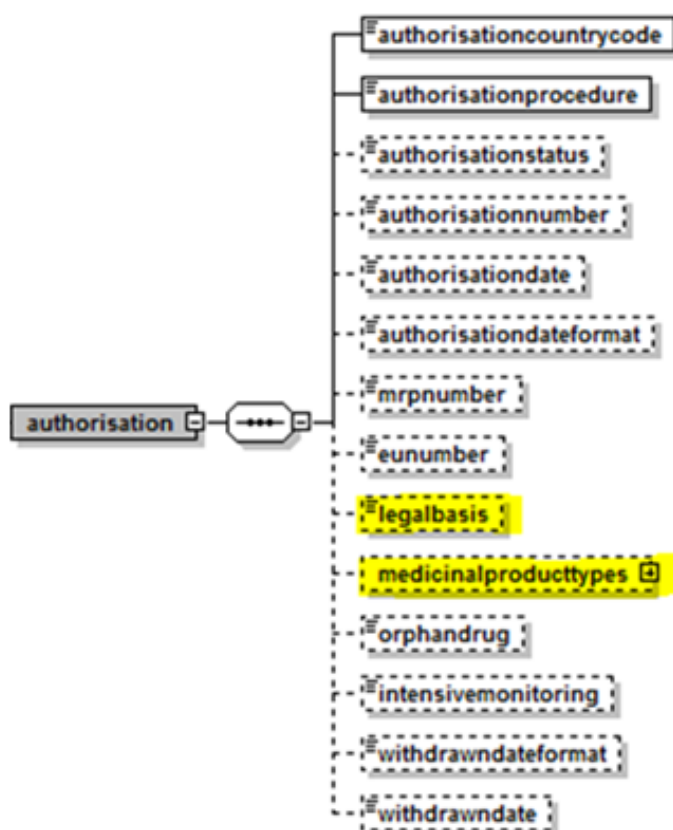 authorisationcountrycode
authorisationprocedure
authorisationstatus
authorisationnumber
authorisationdate
authorisationdateformat
mrpnumber
authorisation
eunumber
legalbasis
medicinalproducttypes
orphandrug
intensivemonitoring
withdrawndateformat
withdrawndate